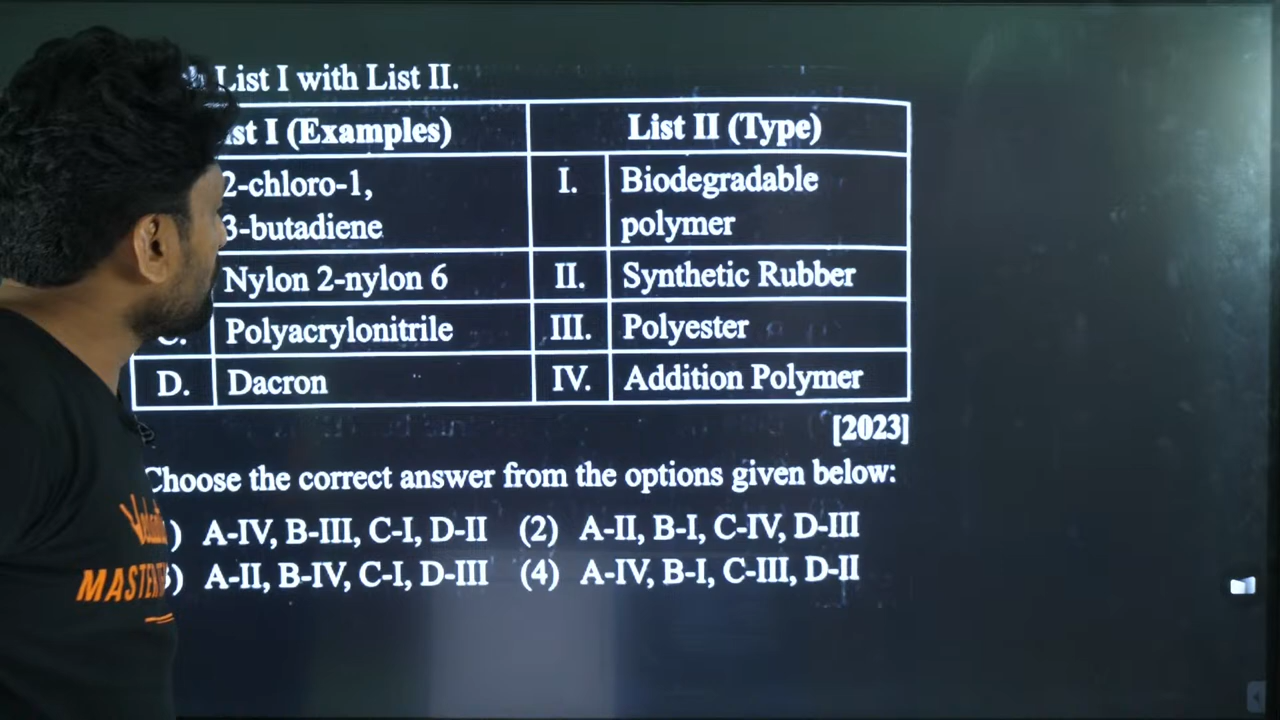 List I with List II.
List I (Examples) List II (Type)
2-chloro-1, I. Biodegradable
3-butadiene polymer
Nylon 2-nylon 6 II. Synthetic Rubber
C. Polyacrylonitrile III. Polyester
D. Dacron IV. Addition Polymer
[2023]
Choose the correct answer from the options given below:
) A-IV, B-III, C-I, D-II (2) A-II, B-I, C-IV, D-III
3) A-II, B-IV, C-I, D-III (4) A-IV, B-I, C-III, D-II